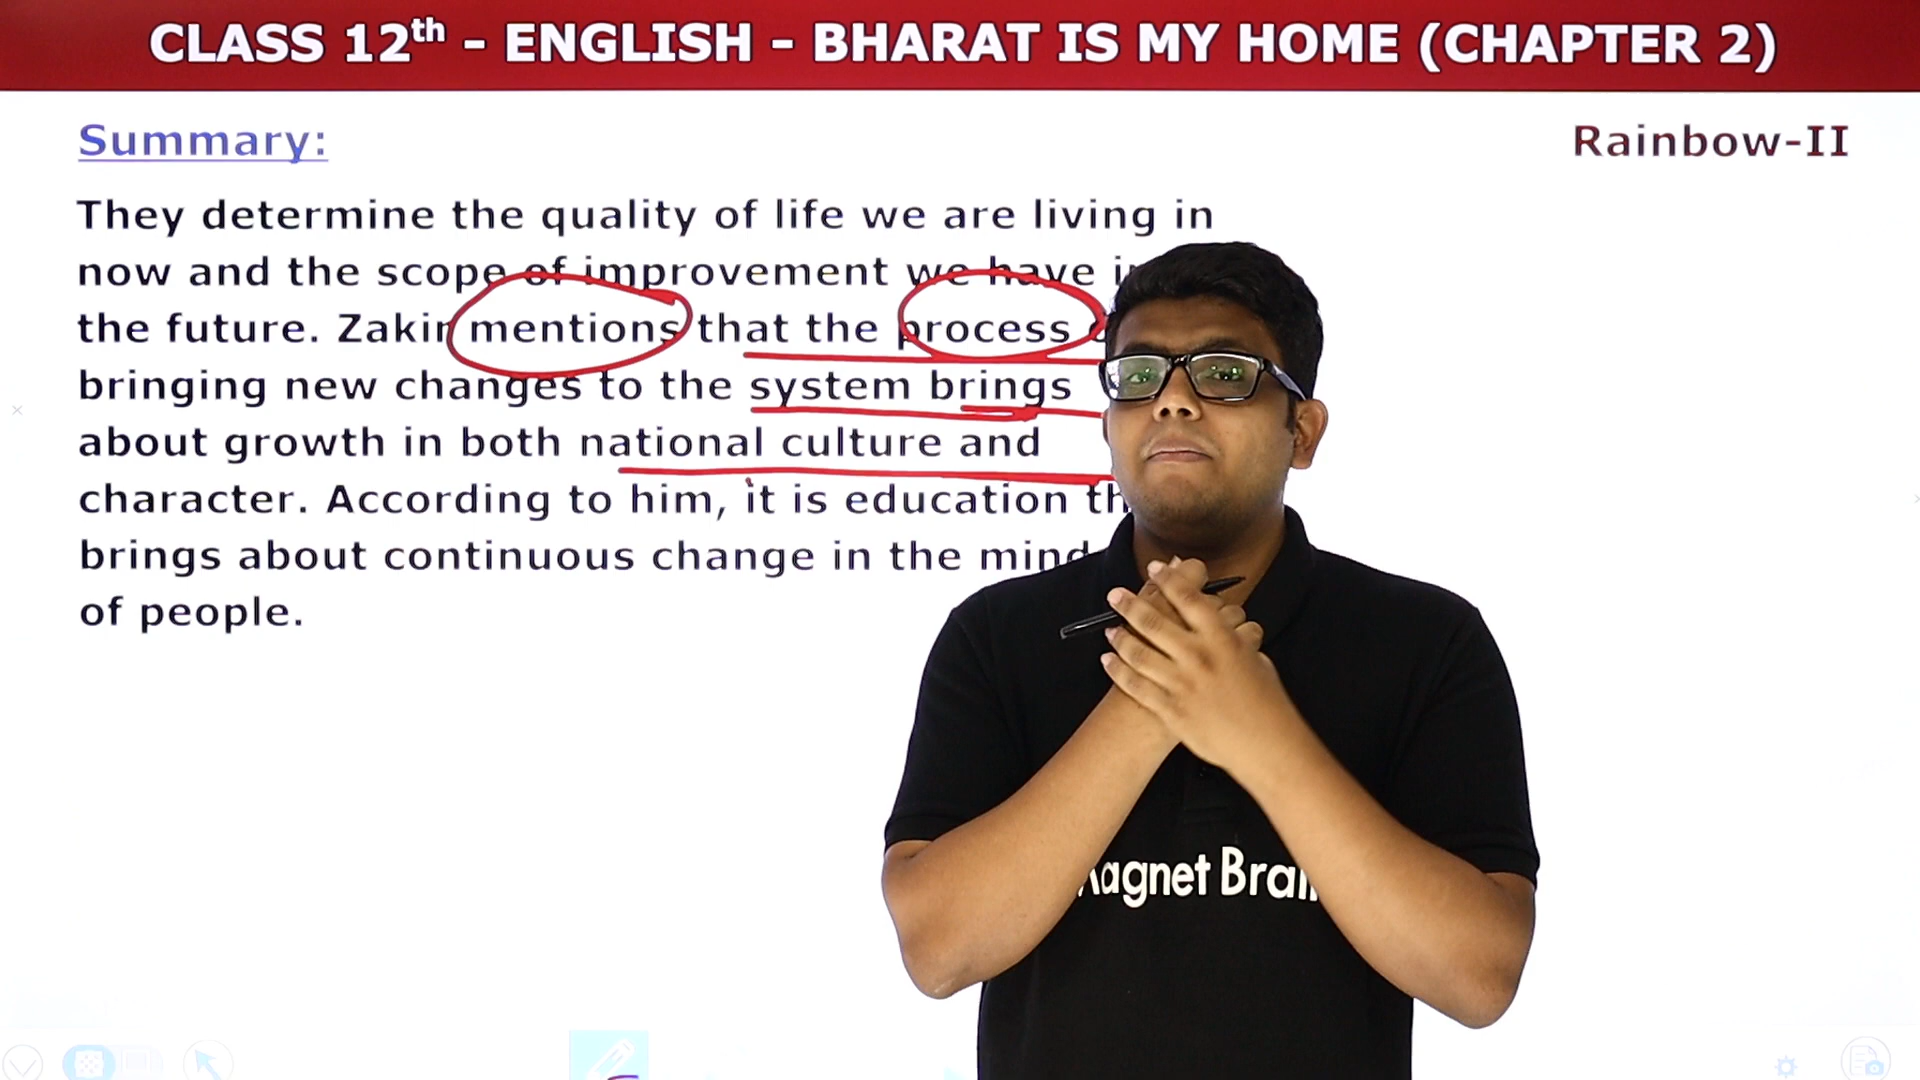 CLASS 12th - ENGLISH - BHARAT IS MY HOME (CHAPTER 2)
Summary:
Rainbow-II
They determine the quality of life we are living in
now and the scope of improvement we have
the future. Zakir mentions that the process
bringing new changes to the system brings
about growth in both national culture and
character. According to him, it is education
brings about continuous change in the
of people.
Magnet